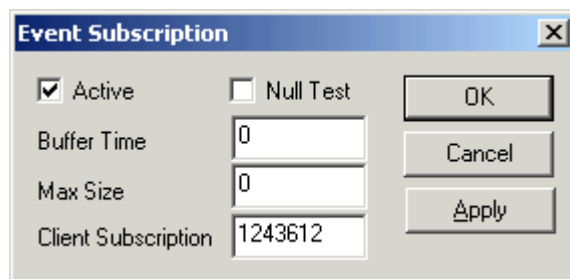 Event Subscription
Active Null Test OK
Buffer Time 0
Cancel
Max Size 0
Apply
Client Subscription 1243612